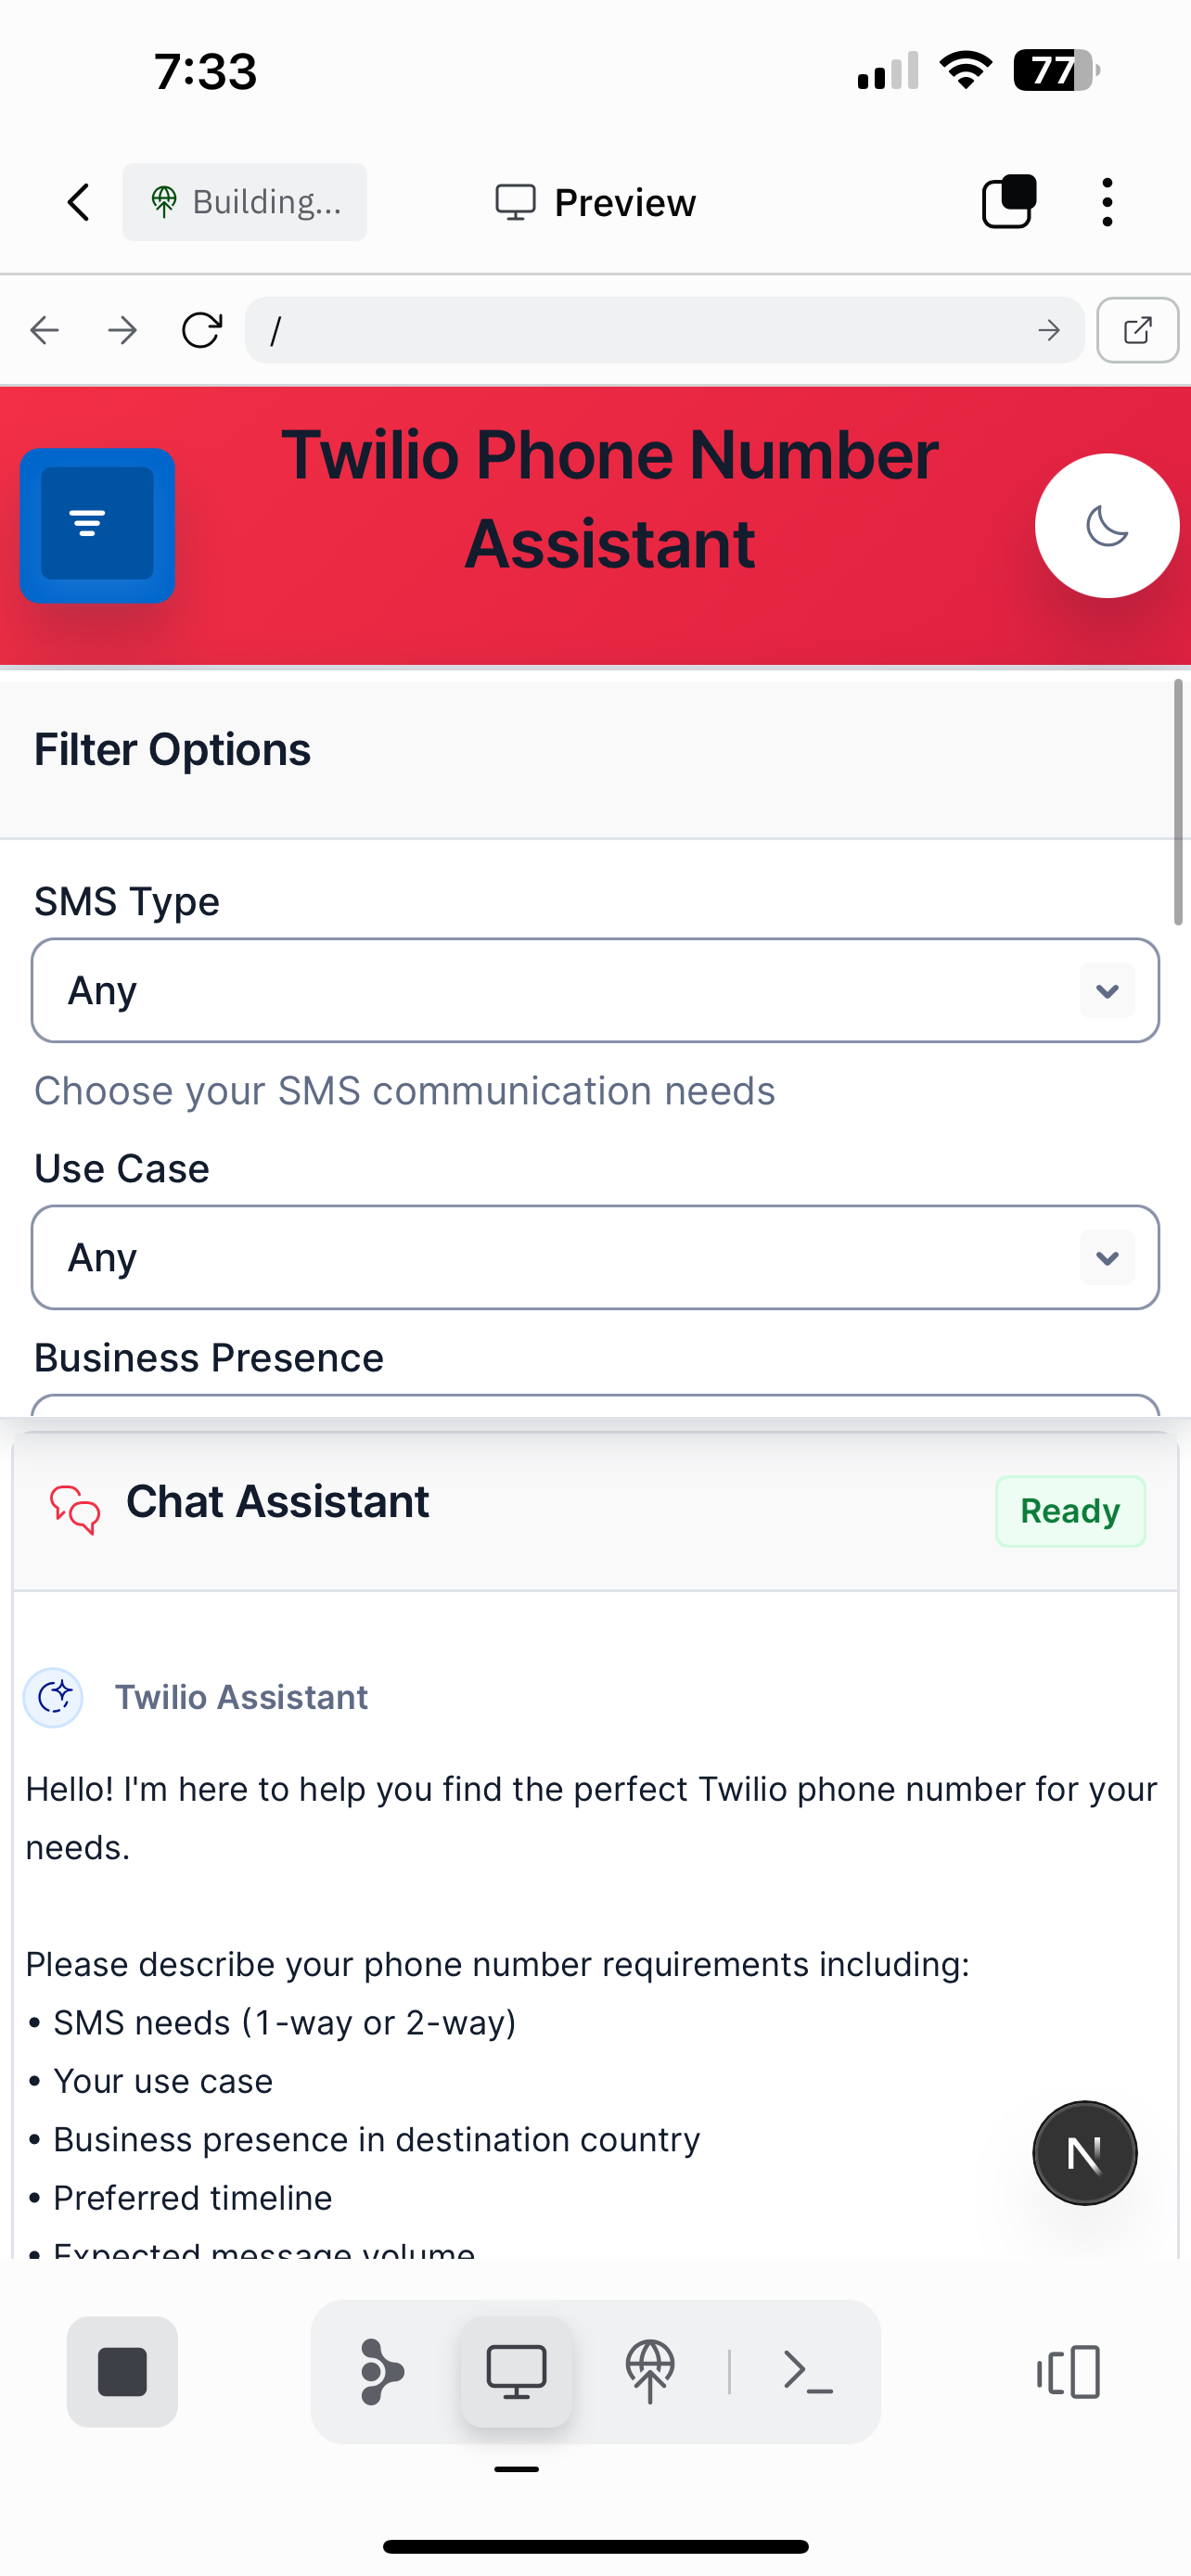 7:33
77
Building...
Preview
/
Twilio Phone Number
Assistant
Filter Options
SMS Type
Any
Choose your SMS communication needs
Use Case
Any
Business Presence
Chat Assistant
Ready
Twilio Assistant
Hello! I'm here to help you find the perfect Twilio phone number for your
needs.
Please describe your phone number requirements including:
• SMS needs (1-way or 2-way)
• Your use case
• Business presence in destination country
• Preferred timeline
• Expected message volume
N